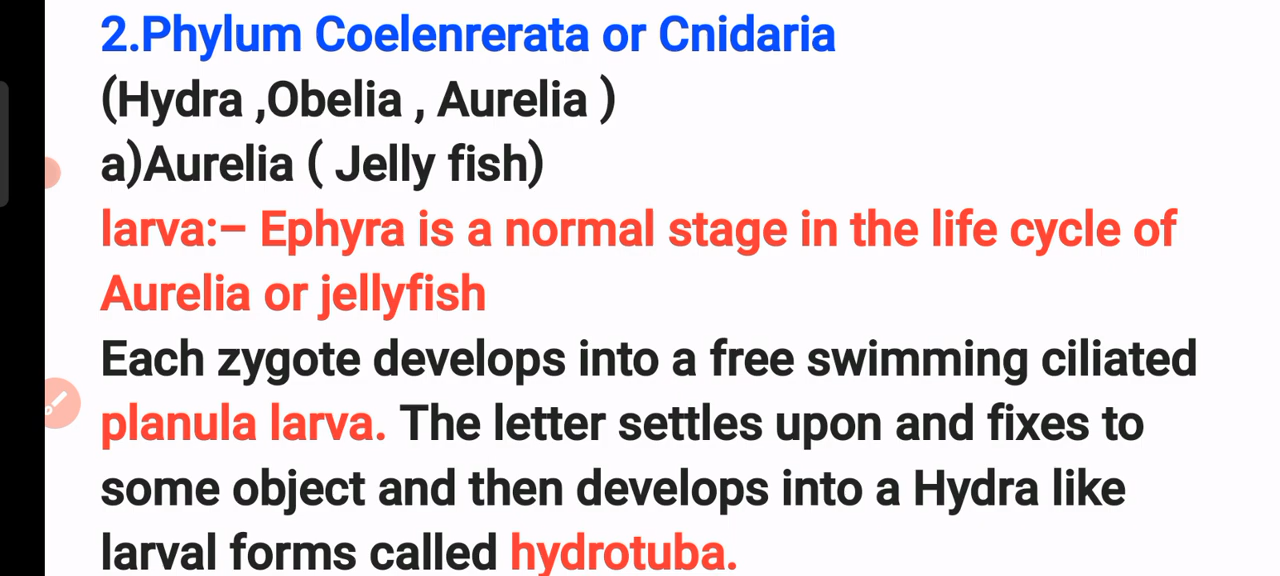 2.Phylum Coelenrerata or Cnidaria
(Hydra ,Obelia , Aurelia )
a)Aurelia ( Jelly fish)
larva:– Ephyra is a normal stage in the life cycle of
Aurelia or jellyfish
Each zygote develops into a free swimming ciliated
planula larva. The letter settles upon and fixes to
some object and then develops into a Hydra like
larval forms called hydrotuba.